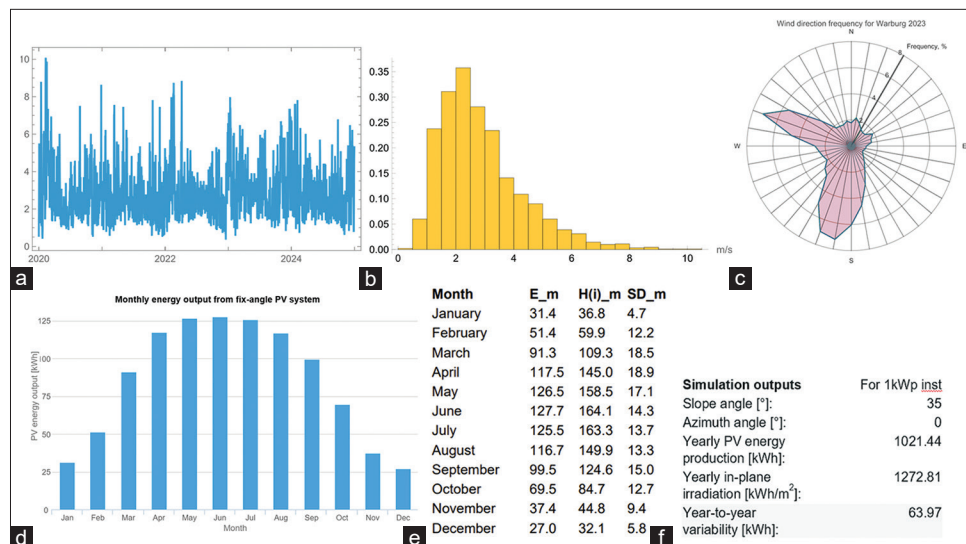 10
8
6
4
2
0
2020
2022
2024
a
0.35
0.30
0.25
0.20
0.15
0.10
0.05
0.00
0
2
4
6
8
10
m/s
b
Wind direction frequency for Warburg 2023
N
8
Frequency, %
6
4
2
W
E
S
c
Monthly energy output from fix-angle PV system
PV energy output [kWh]
125
100
75
50
25
0
Jan Feb Mar Apr May Jun Jul Aug Sep Oct Nov Dec
Month
d
Month E_m H(i)_m SD_m
January 31.4 36.8 4.7
February 51.4 59.9 12.2
March 91.3 109.3 18.5
April 117.5 145.0 18.9
May 126.5 158.5 17.1
June 127.7 164.1 14.3
July 125.5 163.3 13.7
August 116.7 149.9 13.3
September 99.5 124.6 15.0
October 69.5 84.7 12.7
November 37.4 44.8 9.4
December 27.0 32.1 5.8
e
Simulation outputs For 1kWp inst
Slope angle [°]: 35
Azimuth angle [°]: 0
Yearly PV energy 1021.44
production [kWh]:
Yearly in-plane 1272.81
irradiation [kWh/m²]:
Year-to-year 63.97
variability [kWh]:
f